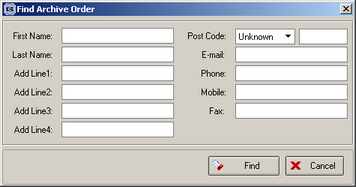 Find Archive Order
First Name: Post Code: Unknown
Last Name: E-mail:
Add Line1: Phone:
Add Line2: Mobile:
Add Line3: Fax:
Add Line4:
Find Cancel